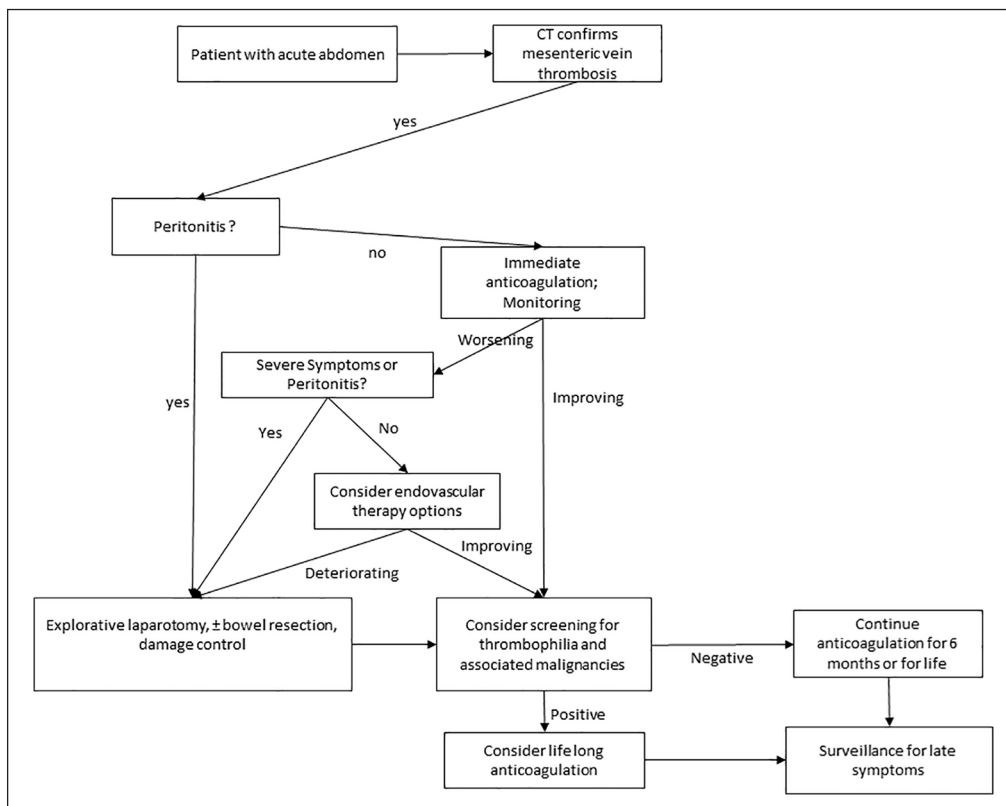 Patient with acute abdomen
CT confirms
mesenteric vein
thrombosis
yes
Peritonitis ?
no
Immediate
anticoagulation;
Monitoring
Worsening
Severe Symptoms or
Peritonitis?
yes
Improving
Yes
No
Consider endovascular
therapy options
Improving
Deteriorating
Explorative laparotomy, ± bowel resection,
damage control
Consider screening for
thrombophilia and
associated malignancies
Negative
Continue
anticoagulation for 6
months or for life
Positive
Consider life long
anticoagulation
Surveillance for late
symptoms